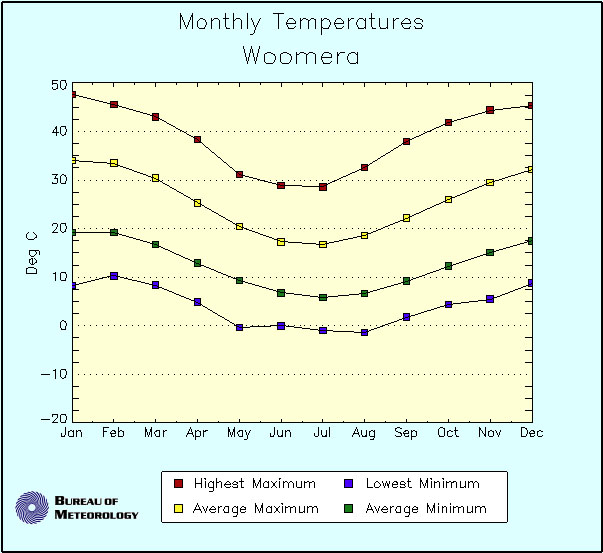 Monthly Temperatures
Woomera
50
40
30
20
10
0
-10
-20
Deg C
Jan Feb Mar Apr May Jun Jul Aug Sep Oct Nov Dec
Highest Maximum Lowest Minimum
Average Maximum Average Minimum
BUREAU OF
METEOROLOGY